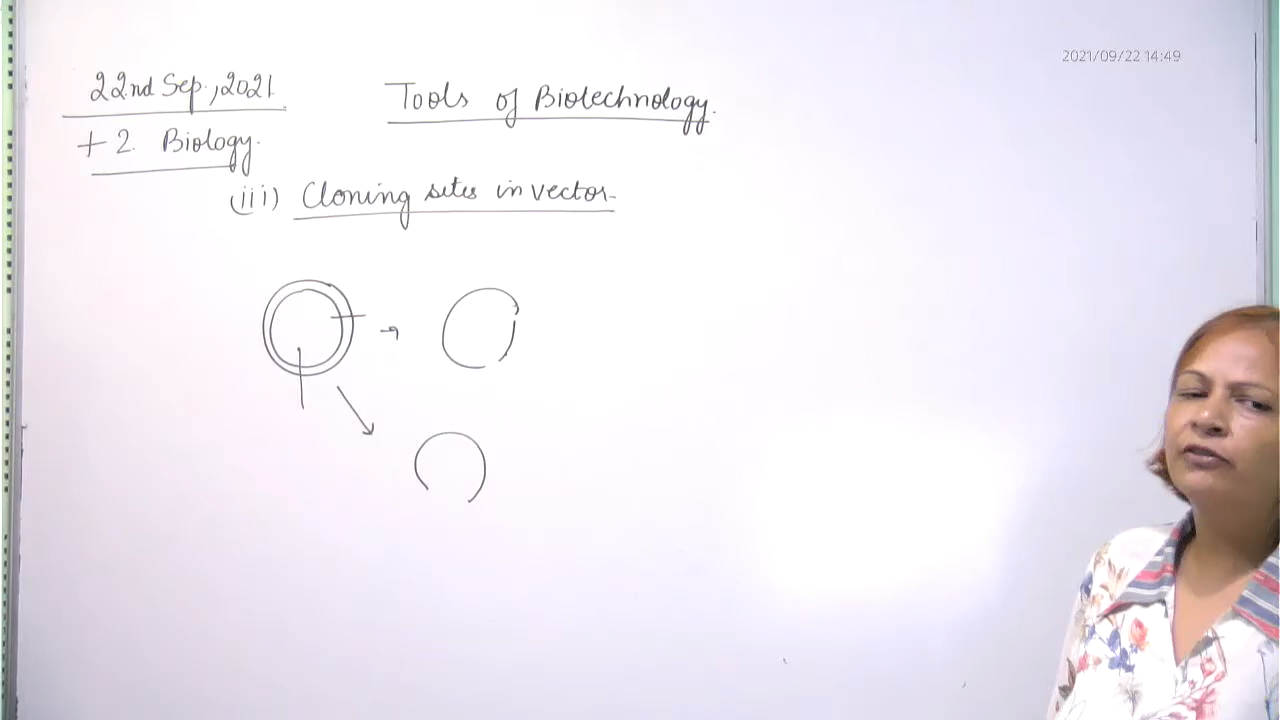 2021/09/22 14:49
22nd Sep., 2021
Tools of Biotechnology.
+2. Biology.
(iii) Cloning sites in vector.